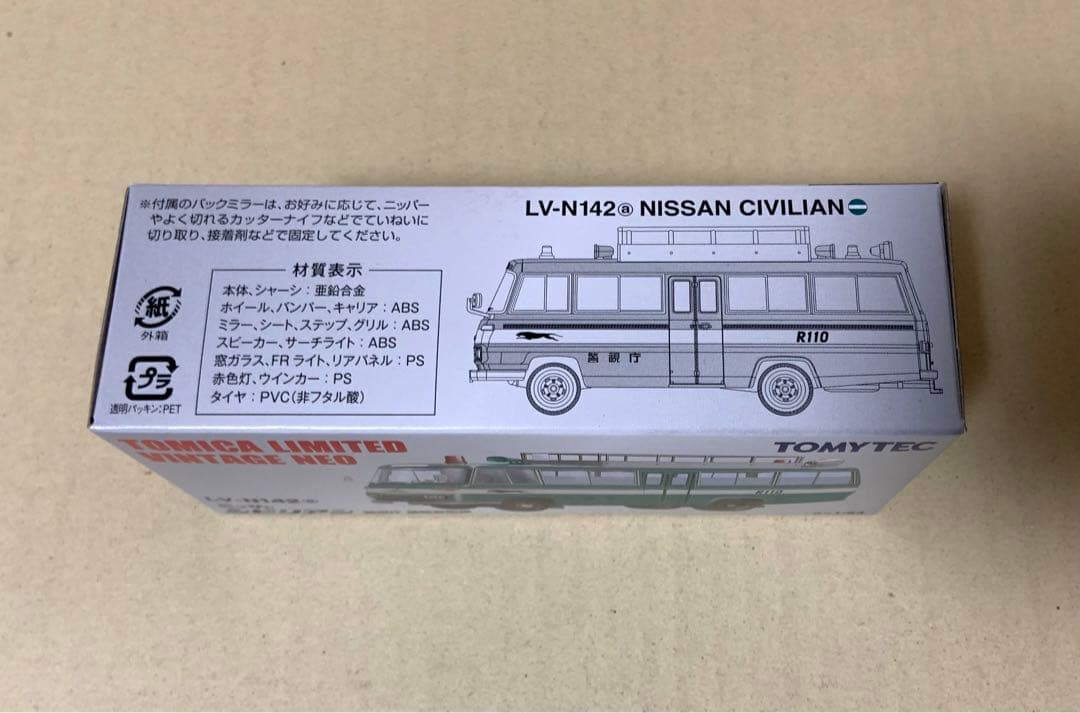 ※付属のバックミラーは、お好みに応じて、ニッパー
やよく切れるカッターナイフなどでていねいに
切り取り、接着剤などで固定してください。
材質表示
本体、シャーシ：亜鉛合金
ホイール、バンパー、キャリア：ABS
ミラー、シート、ステップ、グリル：ABS
スピーカー、サーチライト：ABS
窓ガラス、FRライト、リアパネル：PS
赤色灯、ウインカー：PS
タイヤ：PVC(非フタル酸)
紙
外箱
プラ
透明パッキン：PET
LV-N142ⓐ NISSAN CIVILIAN
R110
警視庁
TOMICA LIMITED
VINTAGE NEO
TOMYTEC
LV-N142ⓐ
R110